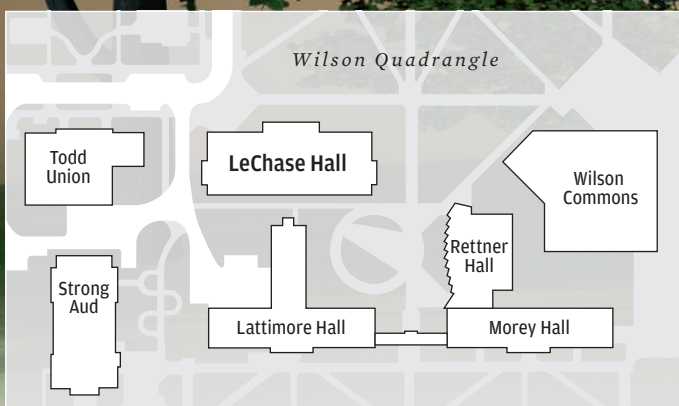 Wilson Quadrangle
Todd
Union
LeChase Hall
Wilson
Commons
Rettner
Hall
Strong
Aud
Lattimore Hall
Morey Hall